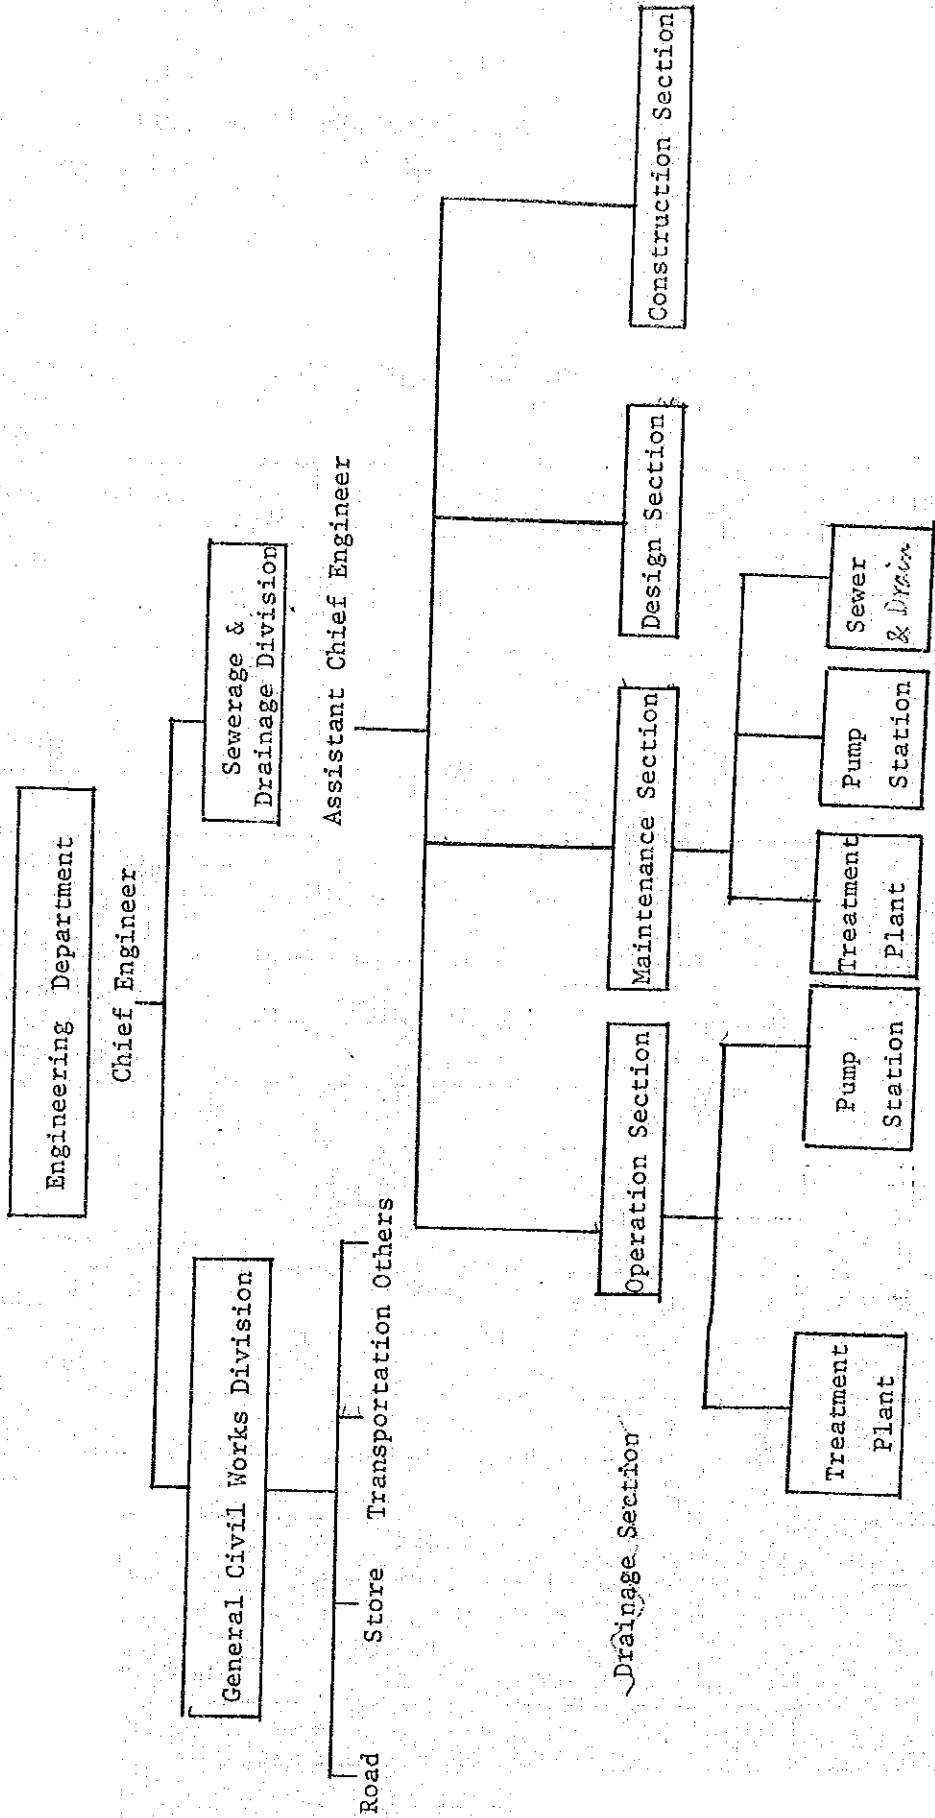 Engineering Department
Chief Engineer
General Civil Works Division
Sewerage &
Drainage Division
Road
Store
Transportation
Others
Assistant Chief Engineer
Drainage Section
Operation Section
Maintenance Section
Design Section
Construction Section
Treatment
Plant
Pump
Station
Treatment
Plant
Pump
Station
Sewer
& Drain